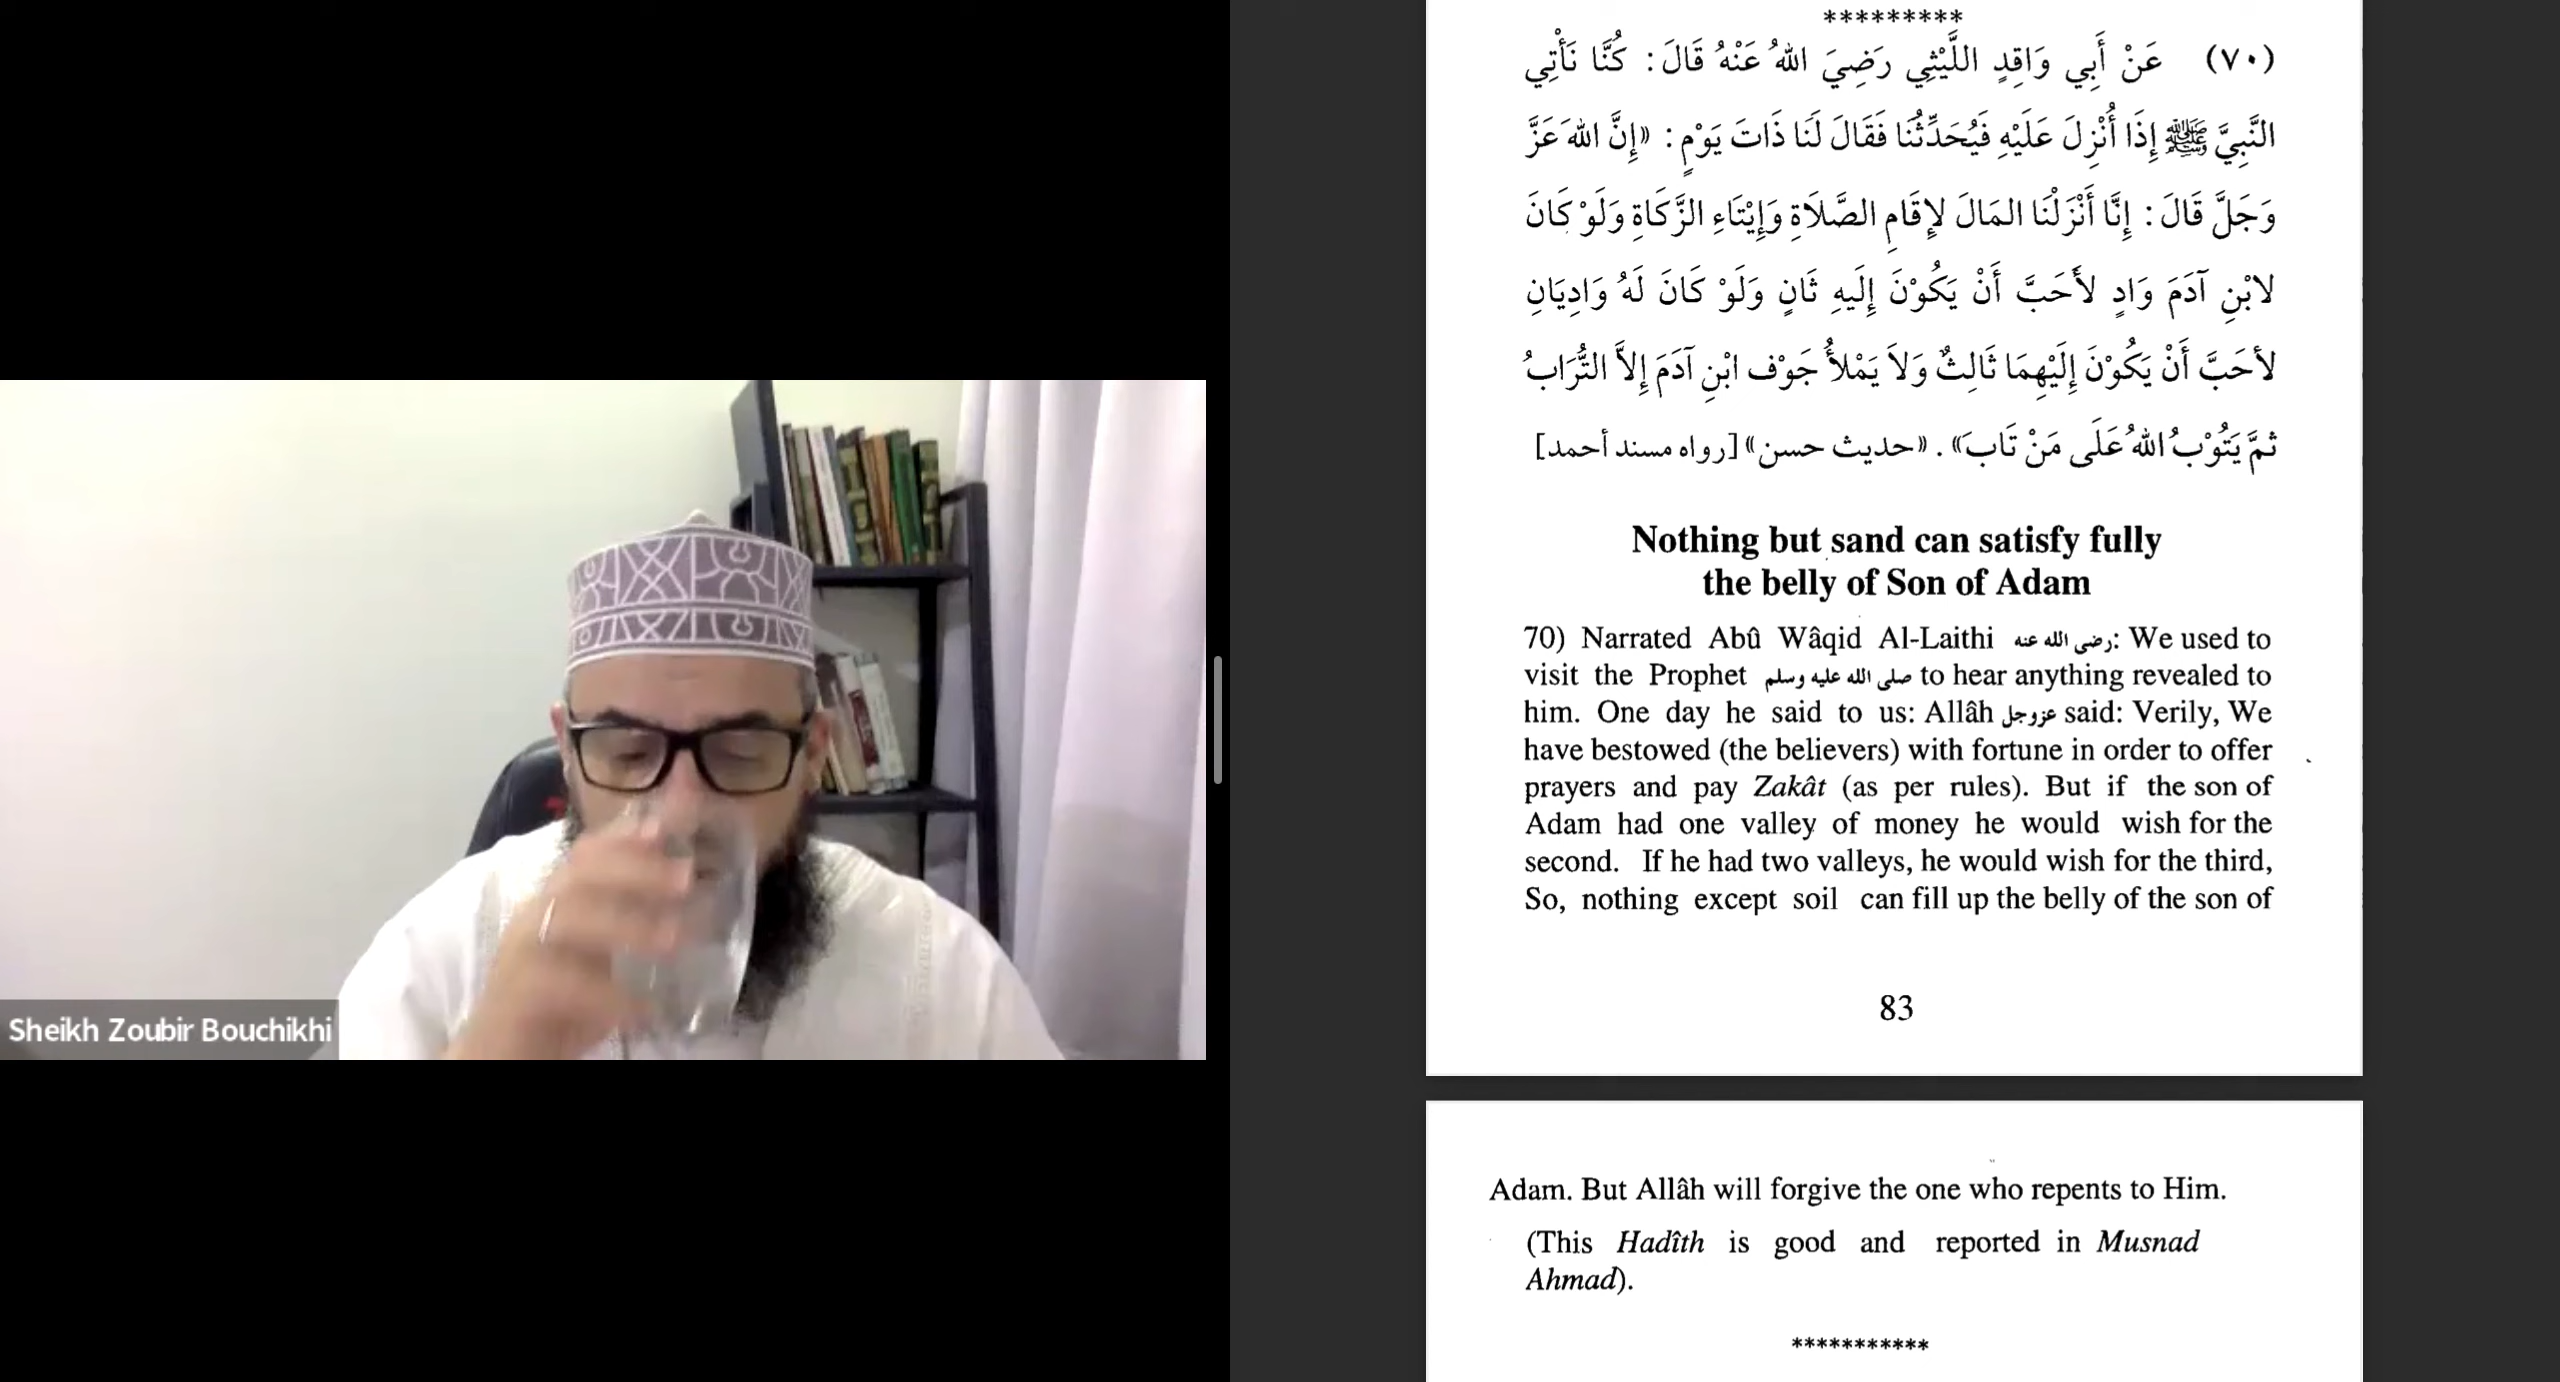 Sheikh Zoubir Bouchikhi
*********
(٧٠) عَنْ أَبِي وَاقِدٍ اللَّيْثِي رَضِيَ اللهُ عَنْهُ قَالَ : كُنَّا نَأْتِي
النَّبِيَّ ﷺ إِذَا أُنْزِلَ عَلَيْهِ فَيُحَدِّثُنَا فَقَالَ لَنَا ذَاتَ يَوْمٍ : «إِنَّ اللهَ عَزَّ
وَجَلَّ قَالَ : إِنَّا أَنْزَلْنَا المَالَ لإِقَامِ الصَّلَاةِ وَإِيْتَاءِ الزَّكَاةِ وَلَوْ كَانَ
لابْنِ آدَمَ وَادٍ لأَحَبَّ أَنْ يَكُوْنَ إِلَيهِ ثَانٍ وَلَوْ كَانَ لَهُ وَادِيَانِ
لأحَبَّ أَنْ يَكُوْنَ إِلَيْهِمَا ثَالِثٌ وَلاَ يَمْلأُ جَوْف ابْنِ آدَمَ إِلاَّ التُّرَابُ
ثمَّ يَتُوْبُ اللهُ عَلَى مَنْ تَابَ» . «حديث حسن» [رواه مسند أحمد]
Nothing but sand can satisfy fully
the belly of Son of Adam
70) Narrated Abû Wâqid Al-Laithi رضى الله عنه: We used to
visit the Prophet صلى الله عليه وسلم to hear anything revealed to
him. One day he said to us: Allâh عزوجل said: Verily, We
have bestowed (the believers) with fortune in order to offer
prayers and pay Zakât (as per rules). But if the son of
Adam had one valley of money he would wish for the
second. If he had two valleys, he would wish for the third,
So, nothing except soil can fill up the belly of the son of
83
Adam. But Allâh will forgive the one who repents to Him.
(This Hadîth is good and reported in Musnad
Ahmad).
***********